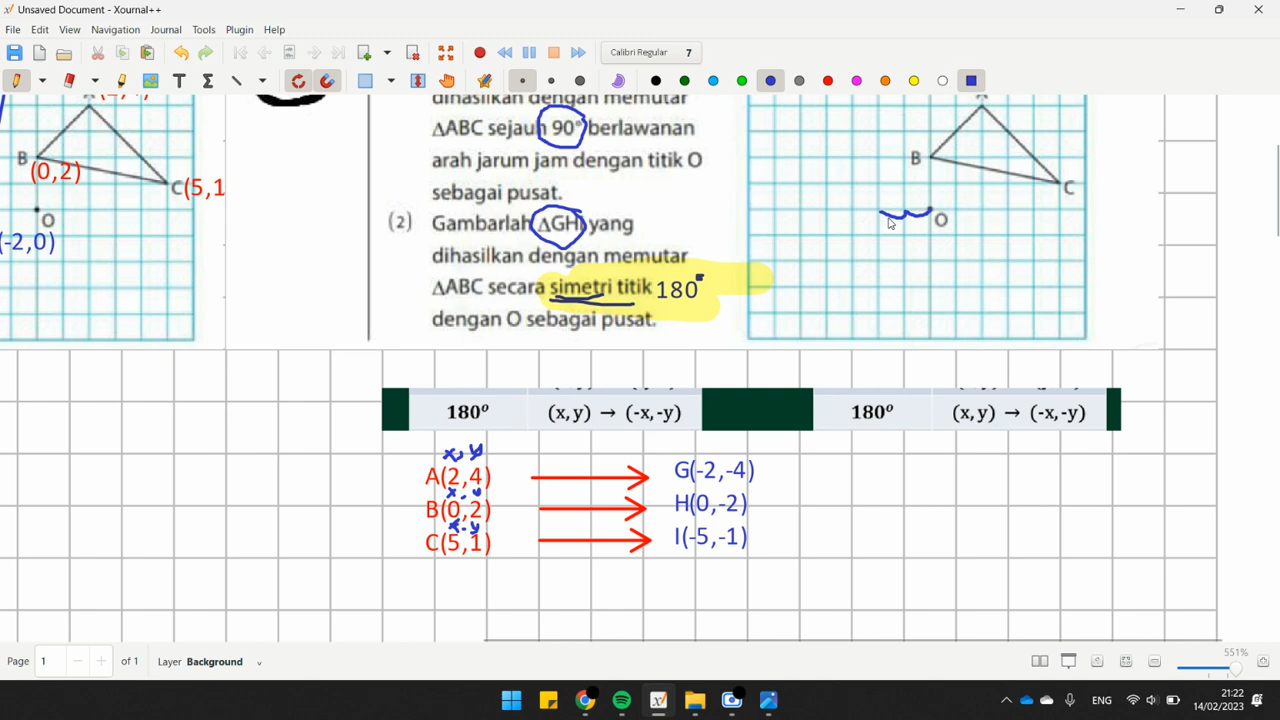 Unsaved Document - Xournal++
File Edit View Navigation Journal Tools Plugin Help
Calibri Regular 7
B
(0,2)
C(5,1
O
(-2,0)
dihasilkan dengan memutar
ΔABC sejauh 90° berlawanan
arah jarum jam dengan titik O
sebagai pusat.
(2) Gambarlah ΔGHI yang
dihasilkan dengan memutar
ΔABC secara simetri titik 180°
dengan O sebagai pusat.
B
C
O
180° (x,y) → (-x,-y)
180° (x,y) → (-x,-y)
x, y
A(2,4) G(-2,-4)
x, y
B(0,2) H(0,-2)
x, y
C(5,1) I(-5,-1)
Page 1 of 1 Layer Background
551%
ENG
21:22
14/02/2023